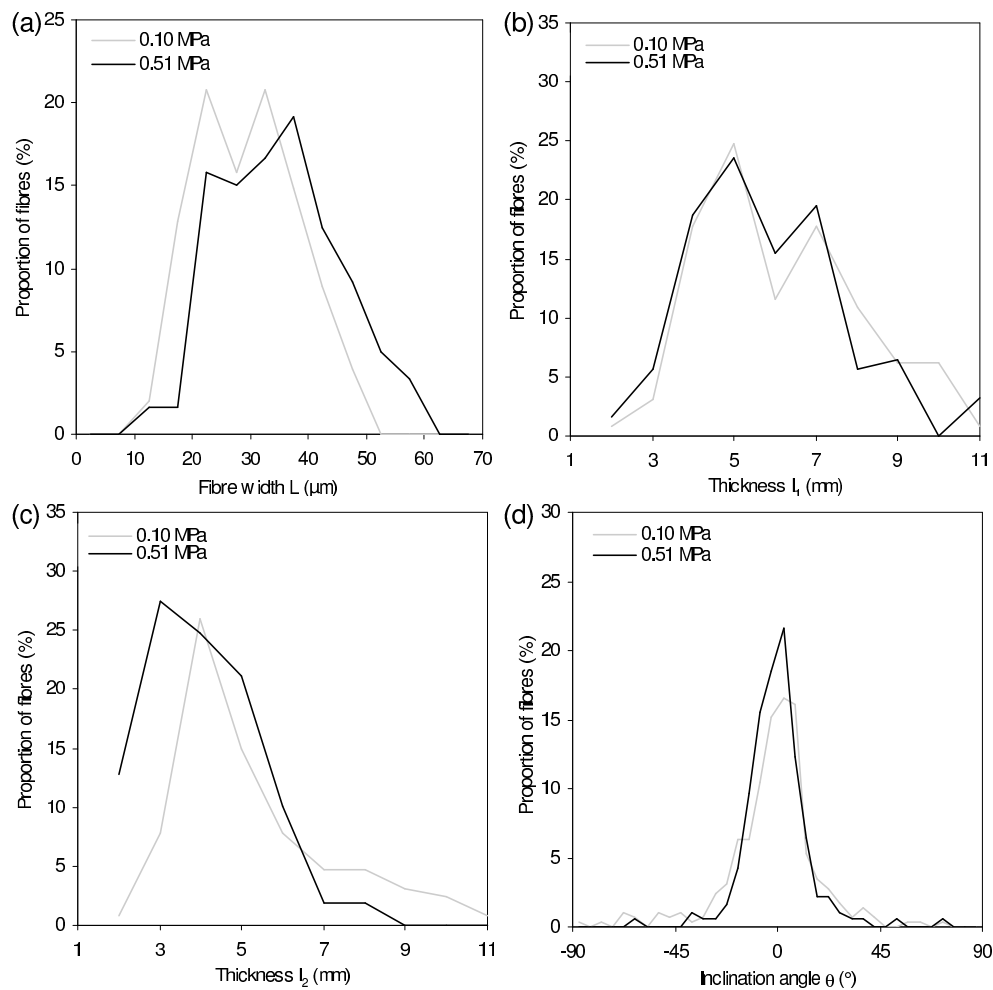 (a)
25
20
15
10
5
0
Proportion of fibres (%)
0.10 MPa
0.51 MPa
0 10 20 30 40 50 60 70
Fibre width L (µm)
(b)
35
30
25
20
15
10
5
0
Proportion of fibres (%)
0.10 MPa
0.51 MPa
1 3 5 7 9 11
Thickness l₁ (mm)
(c)
35
30
25
20
15
10
5
0
Proportion of fibres (%)
0.10 MPa
0.51 MPa
1 3 5 7 9 11
Thickness l₂ (mm)
(d)
30
25
20
15
10
5
0
Proportion of fibres (%)
0.10 MPa
0.51 MPa
-90 -45 0 45 90
Inclination angle θ (°)